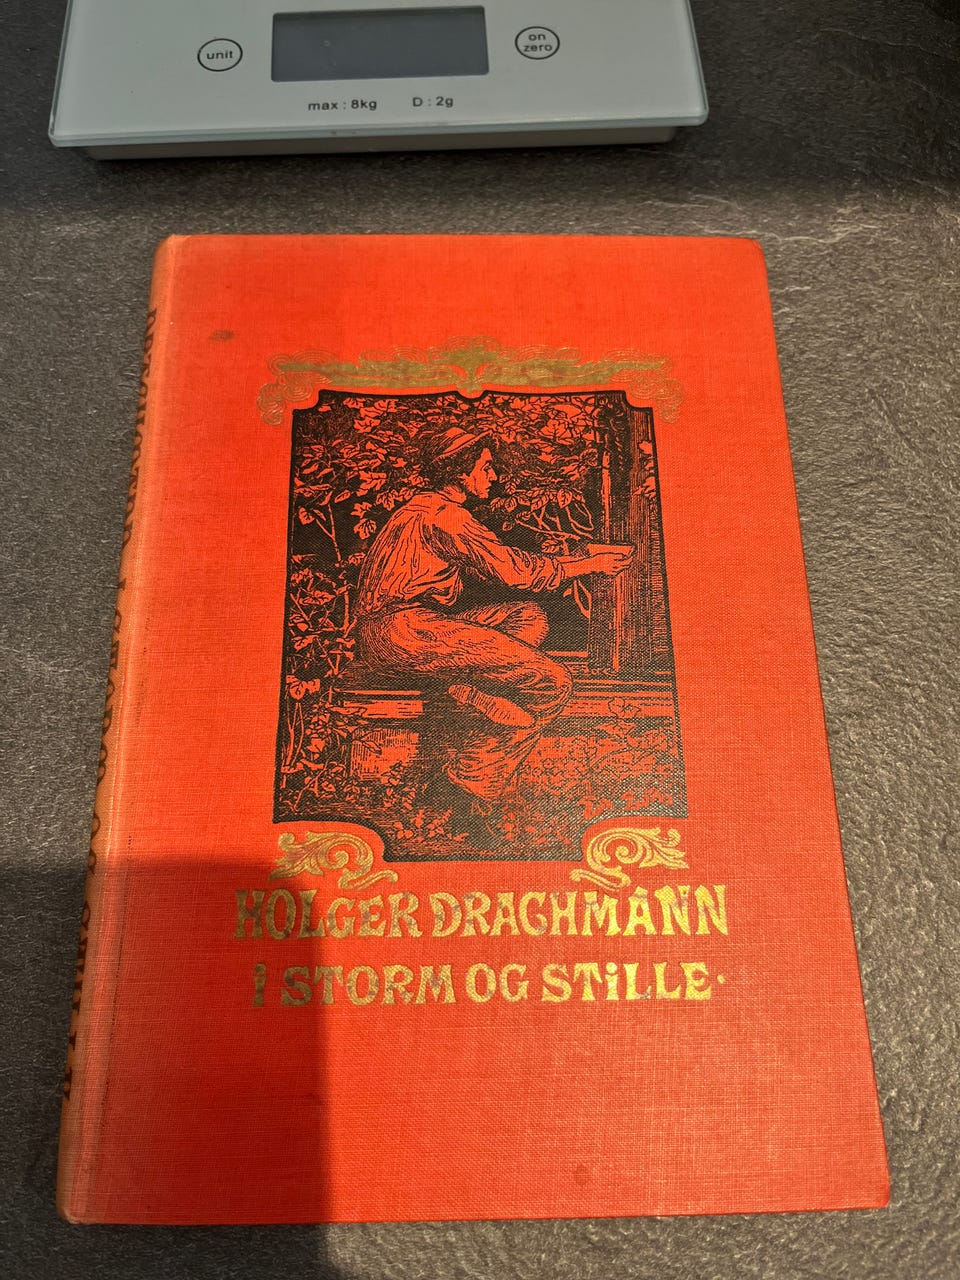 unit
on
zero
max : 8kg D : 2g
HOLGER DRACHMANN
i STORM OG STiLLE·